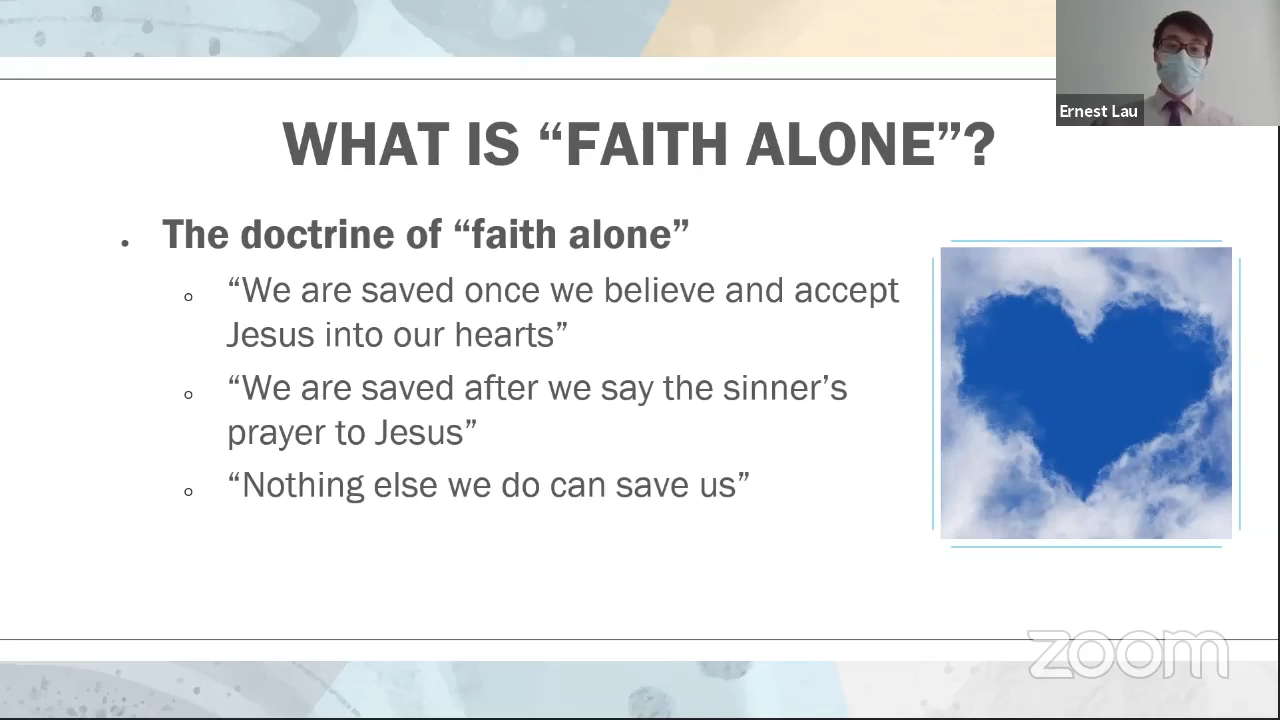 Ernest Lau
WHAT IS “FAITH ALONE”?
• The doctrine of “faith alone”
○ “We are saved once we believe and accept
Jesus into our hearts”
○ “We are saved after we say the sinner’s
prayer to Jesus”
○ “Nothing else we do can save us”
zoom